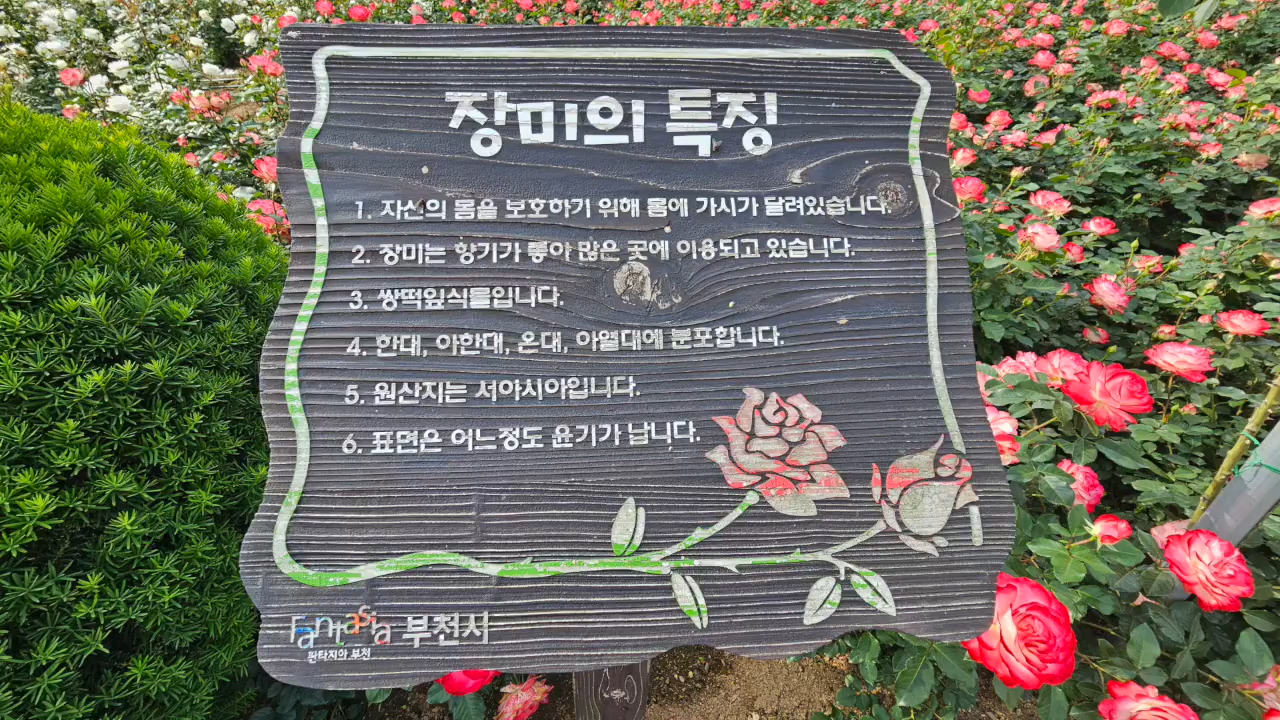 장미의 특징
1. 자신의 몸을 보호하기 위해 몸에 가시가 달려있습니다.
2. 장미는 향기가 좋아 많은 곳에 이용되고 있습니다.
3. 쌍떡잎식물입니다.
4. 한대, 아한대, 온대, 아열대에 분포합니다.
5. 원산지는 서아시아입니다.
6. 표면은 어느정도 윤기가 납니다.
Fantasia 부천시
판타지아 부천